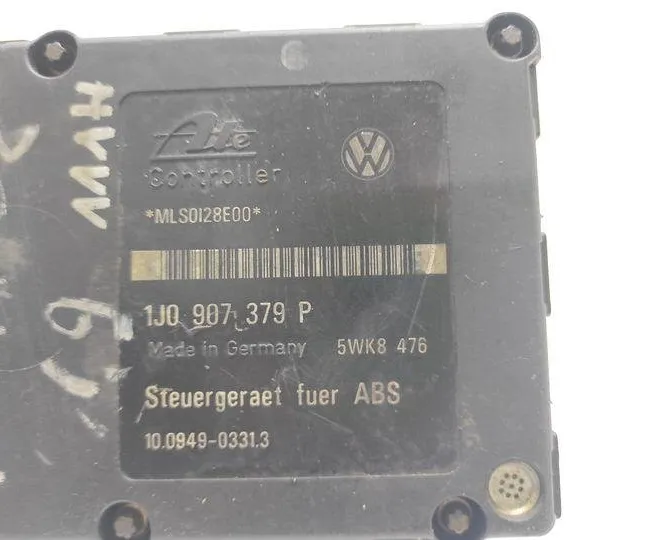 Ate
Controller
*MLS0128E00*
1J0 907 379 P
Made in Germany 5WK8 476
Steuergeraet fuer ABS
10.0949-0331.3